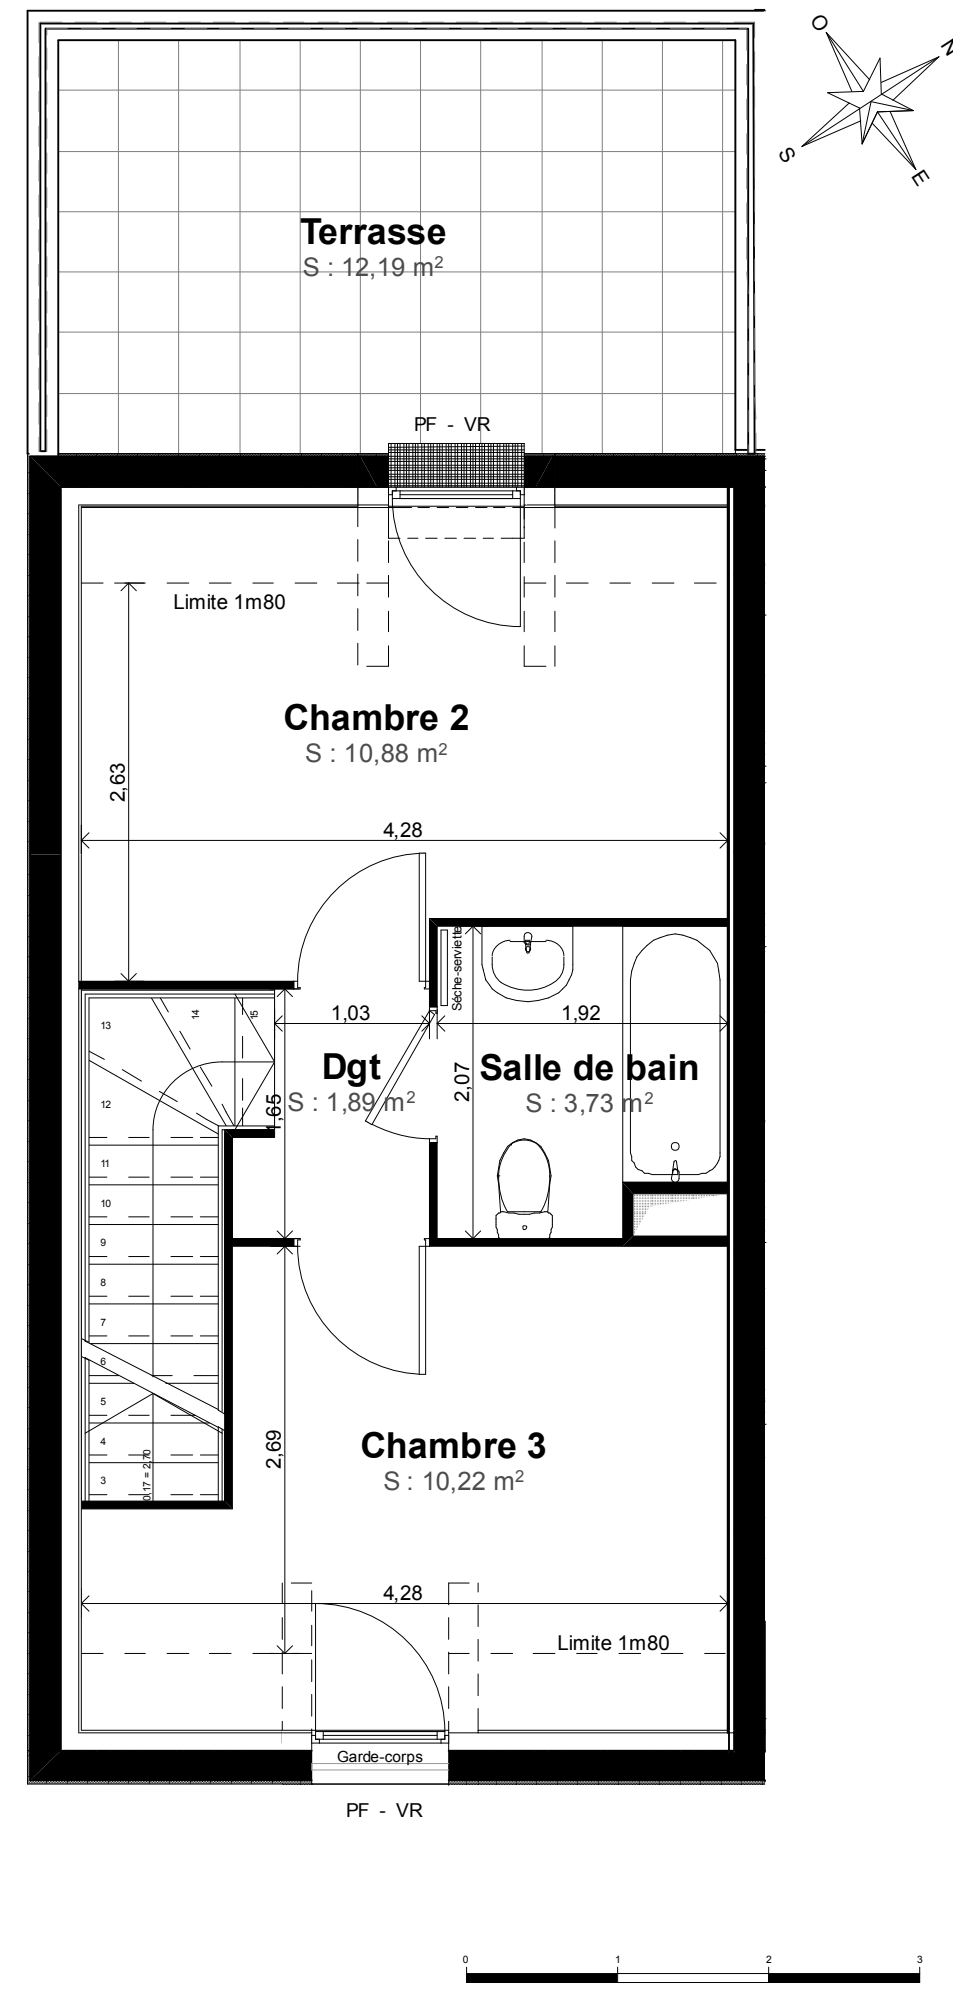 O
N
S
E
Terrasse
S : 12,19 m²
PF - VR
Limite 1m80
Chambre 2
S : 10,88 m²
2,63
4,28
Séche-serviette
13
14
15
1,03
1,92
Dgt
S : 1,89 m²
1,65
2,07
Salle de bain
S : 3,73 m²
12
11
10
9
8
7
6
5
4
3
0,17 = 2,70
2,69
Chambre 3
S : 10,22 m²
4,28
Limite 1m80
Garde-corps
PF - VR
0 1 2 3